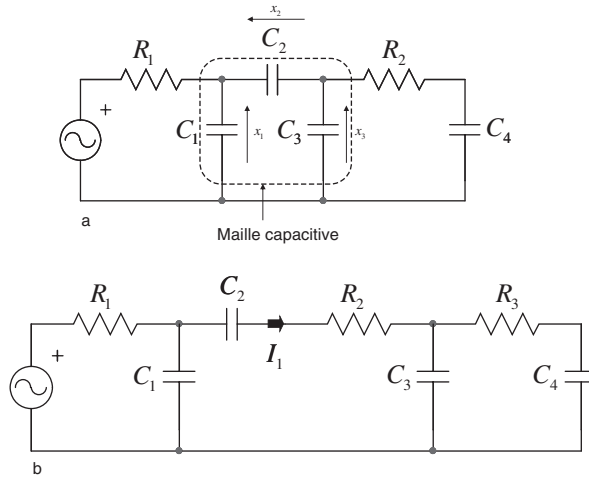 x₂
C₂
R₁
R₂
+
C₁
x₁
C₃
x₃
C₄
a
Maille capacitive
R₁
C₂
R₂
R₃
+
I₁
C₁
C₃
C₄
b